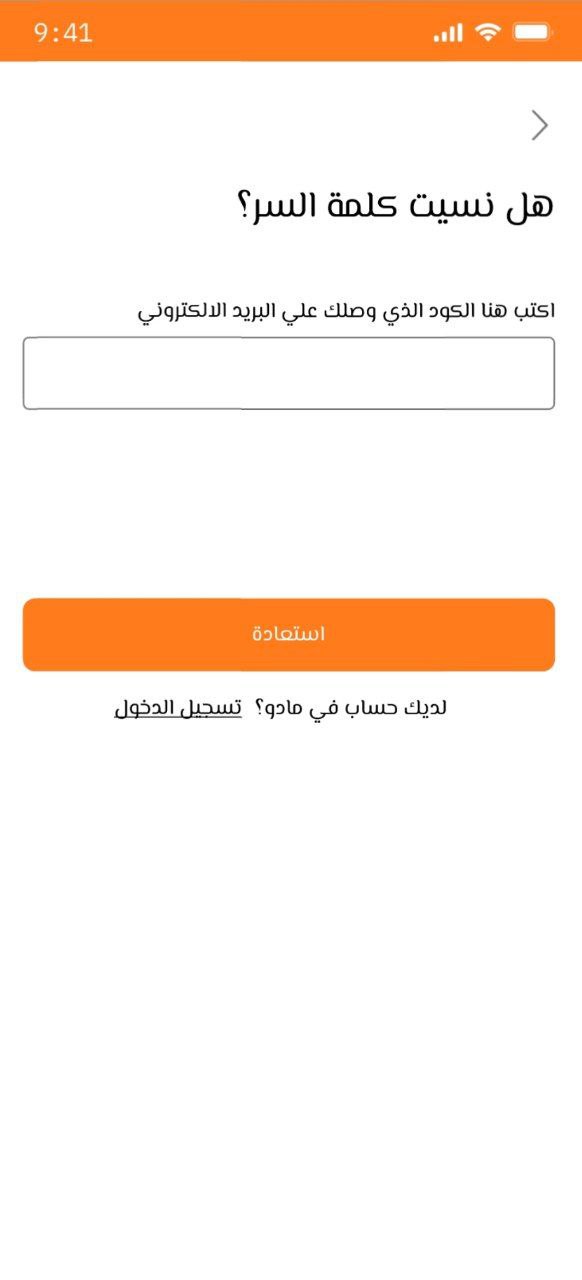 9:41
هل نسيت كلمة السر؟
اكتب هنا الكود الذي وصلك علي البريد الالكتروني
استعادة
لديك حساب في مادو؟ تسجيل الدخول